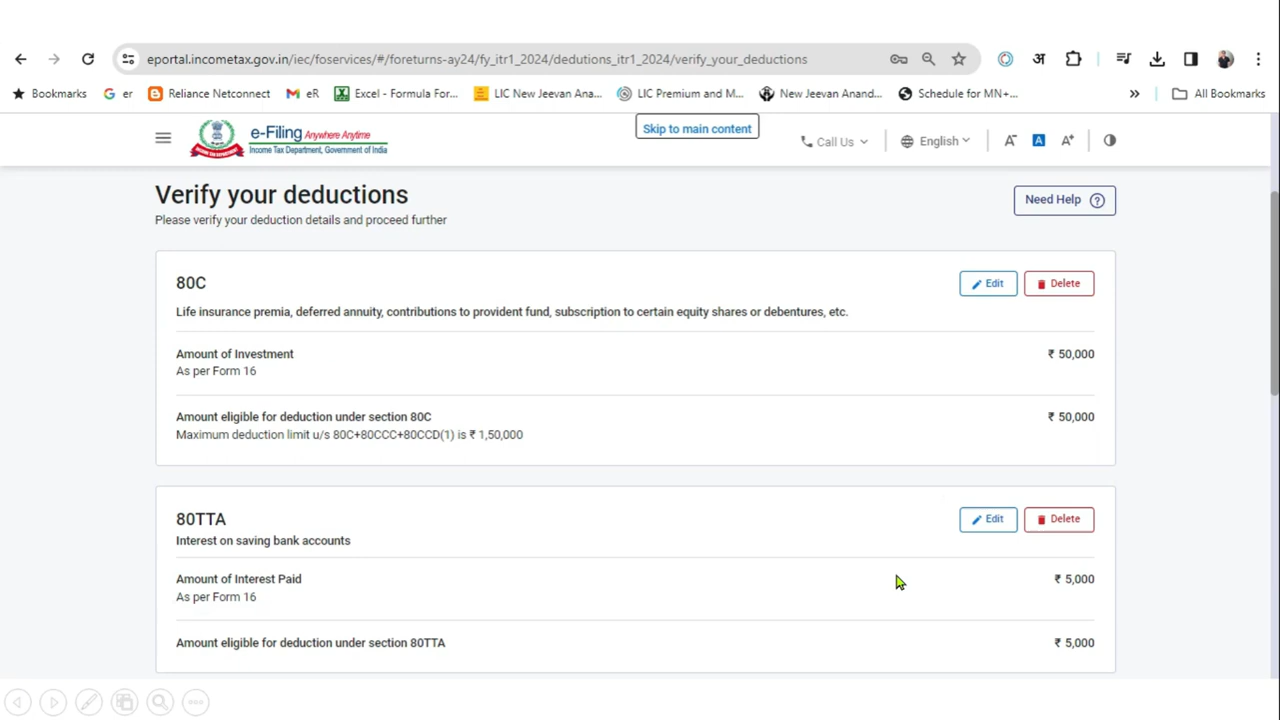 eportal.incometax.gov.in/iec/foservices/#/foreturns-ay24/fy_itr1_2024/dedutions_itr1_2024/verify_your_deductions
अ
Bookmarks
er
Reliance Netconnect
eR
Excel - Formula For...
LIC New Jeevan Ana...
LIC Premium and M...
New Jeevan Anand...
Schedule for MN+...
»
All Bookmarks
e-Filing Anywhere Anytime
Income Tax Department, Government of India
Skip to main content
Call Us
English
A-
A
A+
Verify your deductions
Please verify your deduction details and proceed further
Need Help ?
80C
Edit
Delete
Life insurance premia, deferred annuity, contributions to provident fund, subscription to certain equity shares or debentures, etc.
Amount of Investment
₹ 50,000
As per Form 16
Amount eligible for deduction under section 80C
₹ 50,000
Maximum deduction limit u/s 80C+80CCC+80CCD(1) is ₹ 1,50,000
80TTA
Edit
Delete
Interest on saving bank accounts
Amount of Interest Paid
₹ 5,000
As per Form 16
Amount eligible for deduction under section 80TTA
₹ 5,000